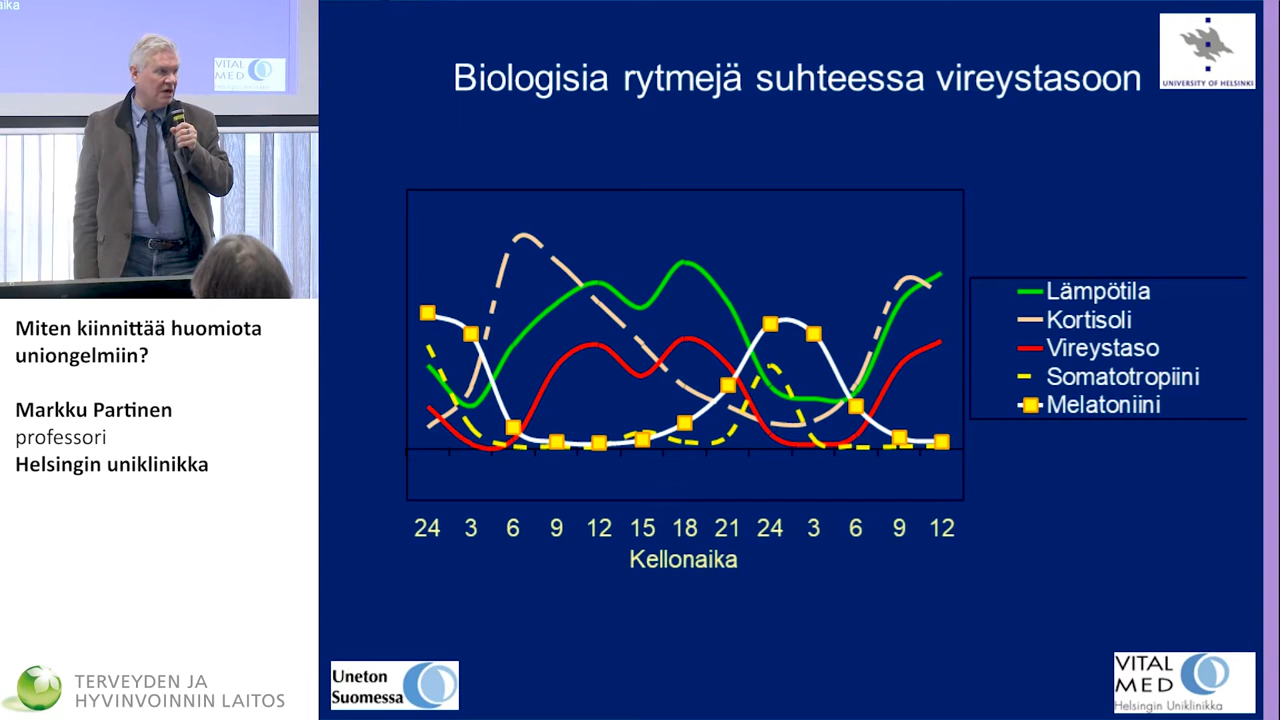 aika
VITAL
MED
Miten kiinnittää huomiota
uniongelmiin?
Markku Partinen
professori
Helsingin uniklinikka
TERVEYDEN JA
HYVINVOINNIN LAITOS
Biologisia rytmejä suhteessa vireystasoon
UNIVERSITY OF HELSINKI
Lämpötila
Kortisoli
Vireystaso
Somatotropiini
Melatoniini
24 3 6 9 12 15 18 21 24 3 6 9 12
Kellonaika
Uneton
Suomessa
VITAL
MED
Helsingin Uniklinikka